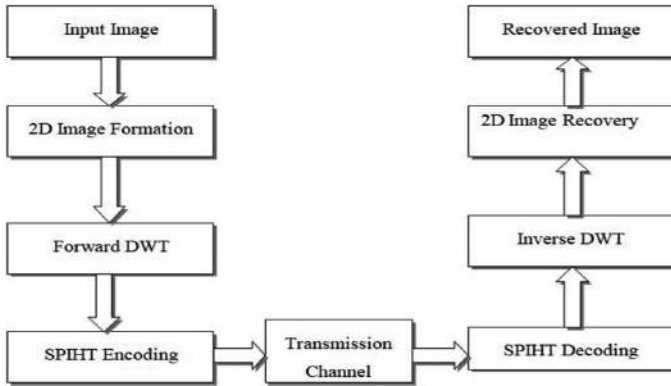 Input Image
2D Image Formation
Forward DWT
SPIHT Encoding
Transmission
Channel
SPIHT Decoding
Inverse DWT
2D Image Recovery
Recovered Image